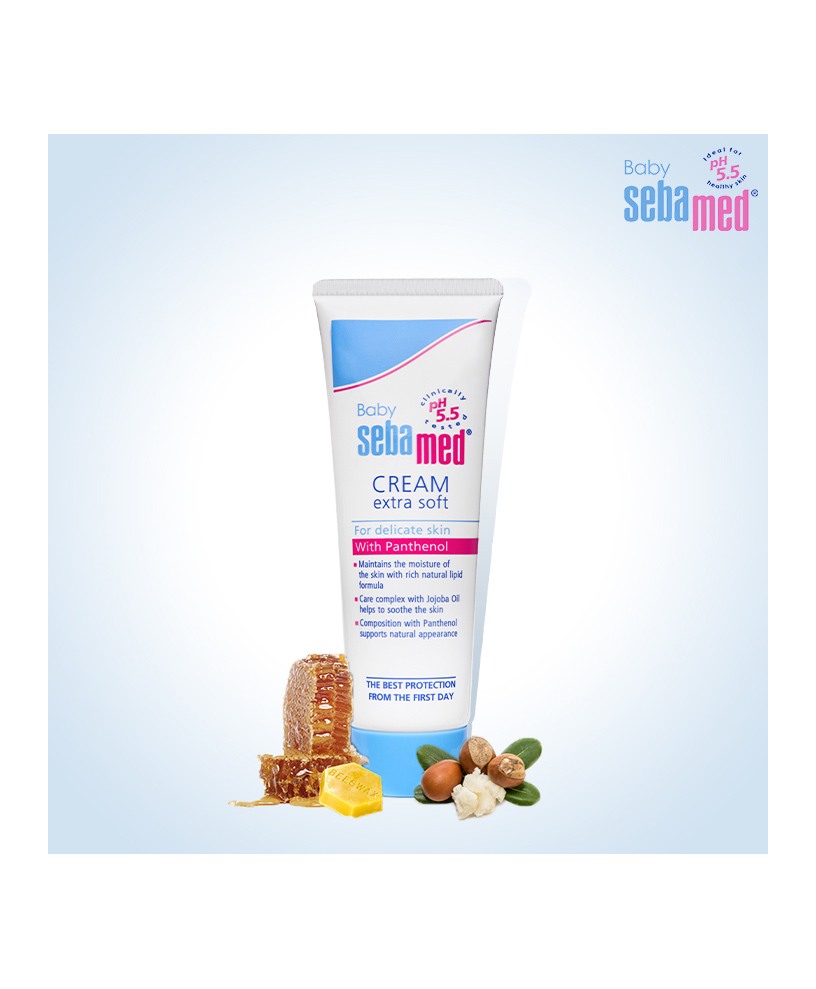 Baby
ideal for
pH
5.5
healthy skin
sebamed®
Baby
clinically
pH
5.5
tested
sebamed®
CREAM
extra soft
For delicate skin
With Panthenol
▪ Maintains the moisture of
the skin with rich natural lipid
formula
▪ Care complex with Jojoba Oil
helps to soothe the skin
▪ Composition with Panthenol
supports natural appearance
THE BEST PROTECTION
FROM THE FIRST DAY
BEESWAX